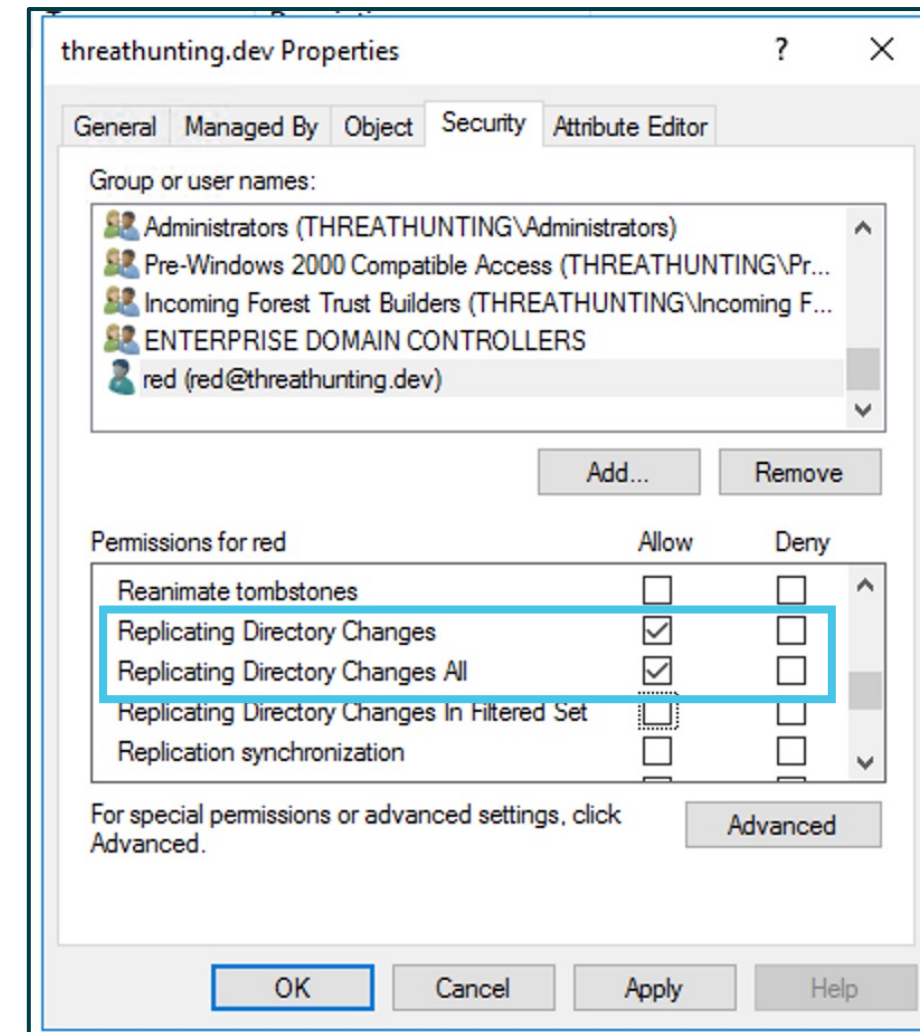 threathunting.dev Properties ?
General Managed By Object Security Attribute Editor
Group or user names:
Administrators (THREATHUNTING\Administrators)
Pre-Windows 2000 Compatible Access (THREATHUNTING\Pr...
Incoming Forest Trust Builders (THREATHUNTING\Incoming F...
ENTERPRISE DOMAIN CONTROLLERS
red (red@threathunting.dev)
Add... Remove
Permissions for red Allow Deny
Reanimate tombstones
Replicating Directory Changes
Replicating Directory Changes All
Replicating Directory Changes In Filtered Set
Replication synchronization
For special permissions or advanced settings, click
Advanced.
Advanced
OK Cancel Apply Help